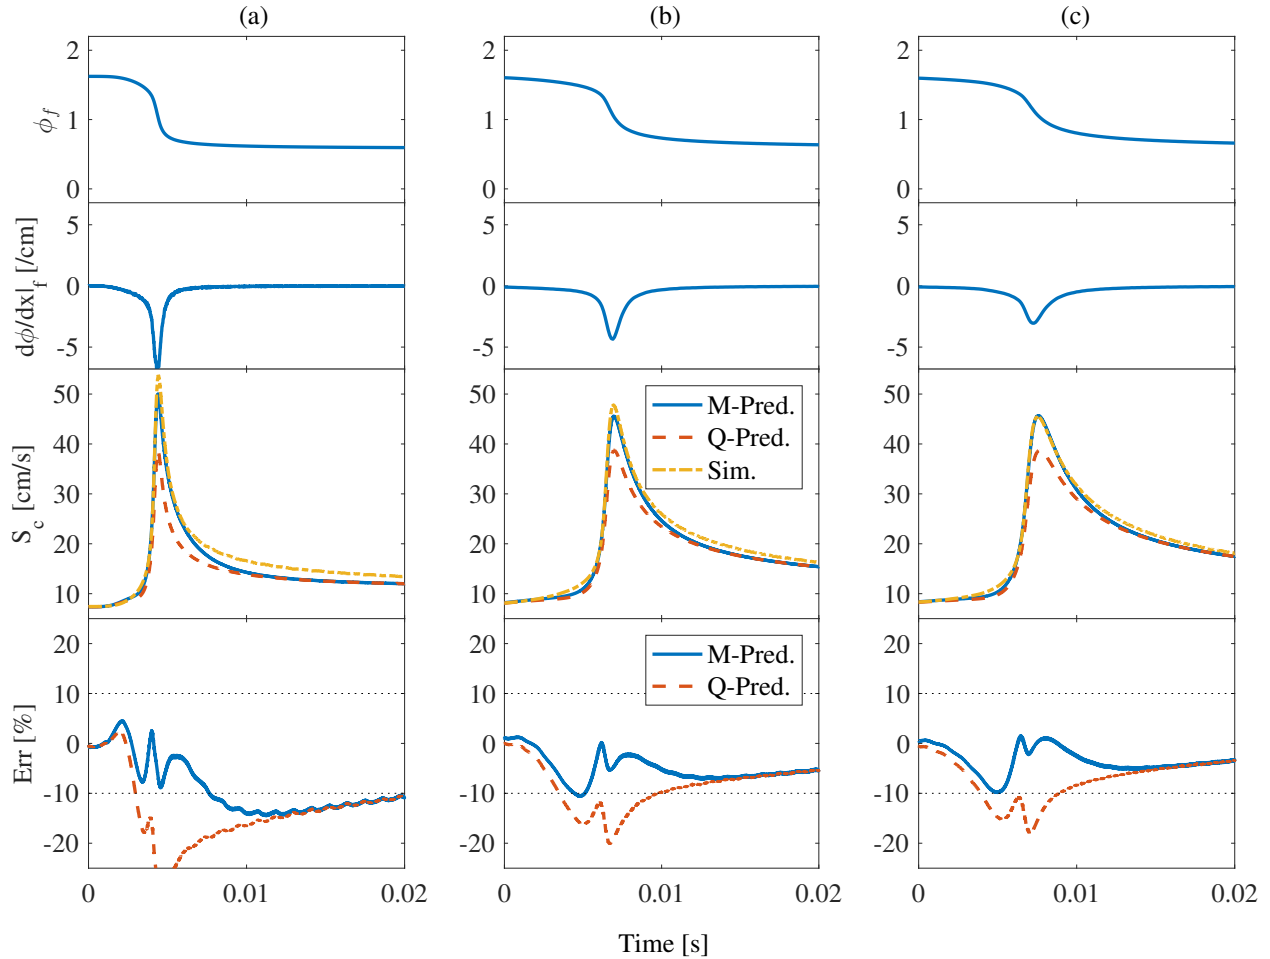 (a) (b) (c)
2 2 2
1 1 1
0 0 0
ϕf
5 5 5
0 0 0
-5 -5 -5
dϕ/dx|f [/cm]
50 50 50
40 40 40
30 30 30
20 20 20
10 10 10
Sc [cm/s]
M-Pred.
Q-Pred.
Sim.
20 20 20
10 10 10
0 0 0
-10 -10 -10
-20 -20 -20
Err [%]
M-Pred.
Q-Pred.
0 0.01 0.02 0 0.01 0.02 0 0.01 0.02
Time [s]